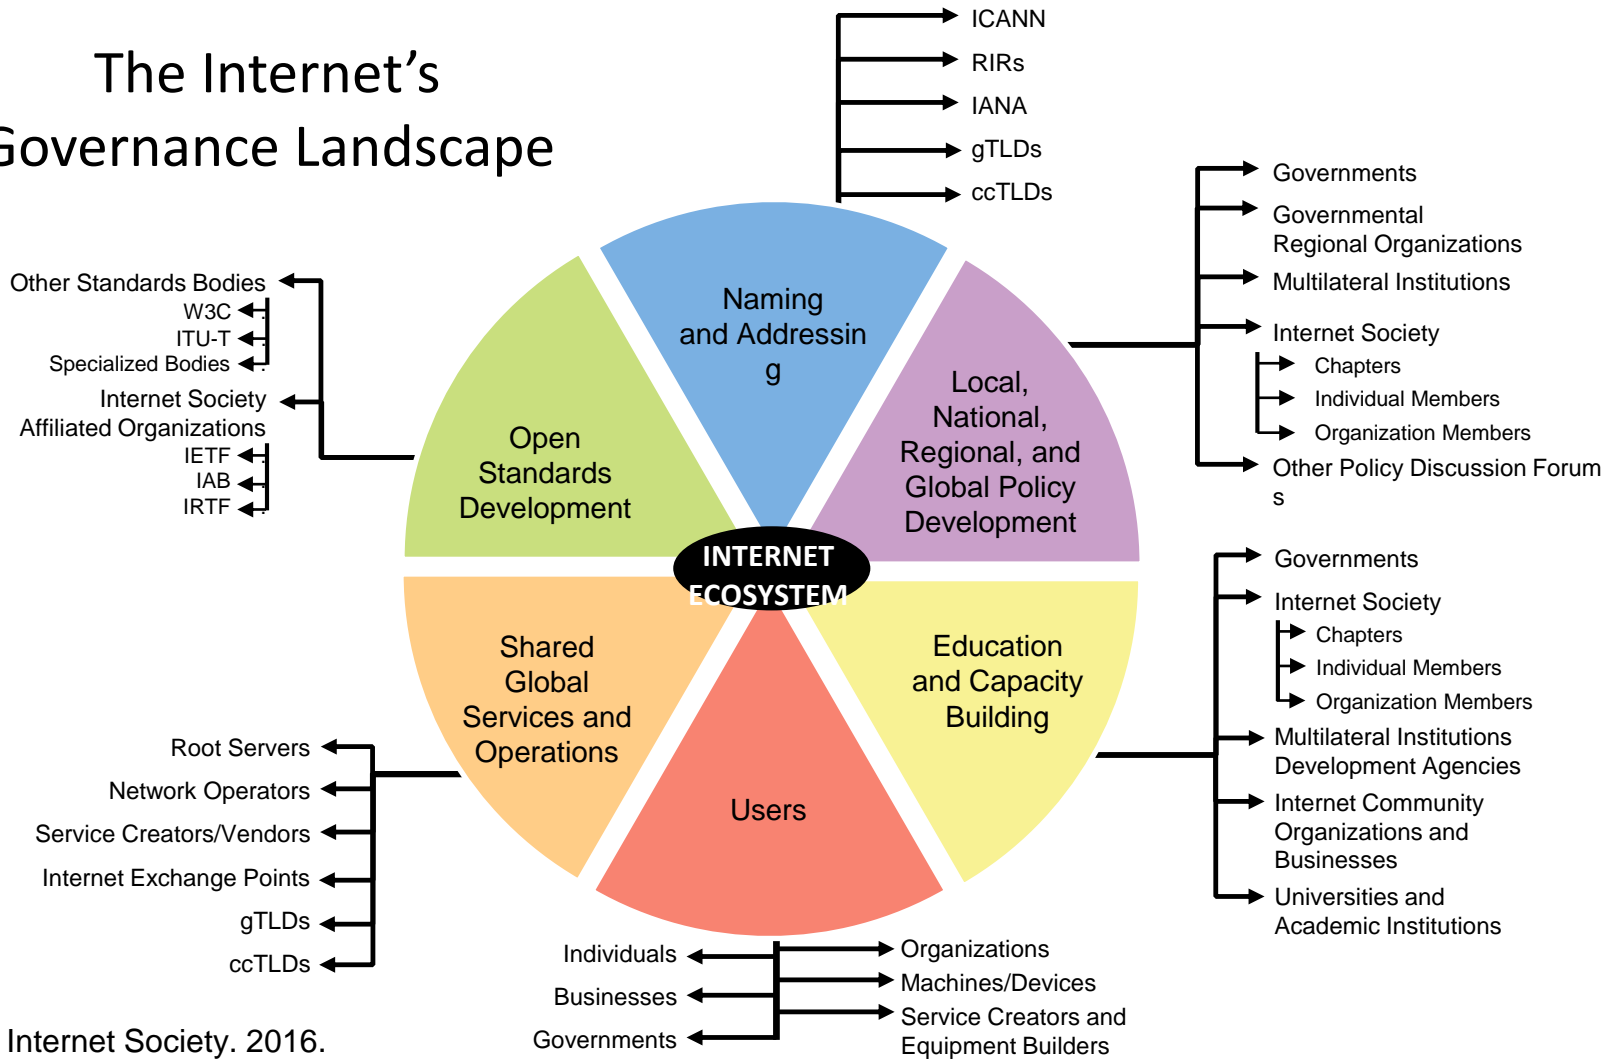 The Internet's
Governance Landscape
ICANN
RIRs
IANA
gTLDs
ccTLDs
Governments
Governmental
Regional Organizations
Multilateral Institutions
Internet Society
Chapters
Individual Members
Organization Members
Other Policy Discussion Forum
s
Other Standards Bodies
W3C
ITU-T
Specialized Bodies
Internet Society
Affiliated Organizations
IETF
IAB
IRTF
Naming
and Addressin
g
Local,
National,
Regional, and
Global Policy
Development
Open
Standards
Development
INTERNET
ECOSYSTEM
Shared
Global
Services and
Operations
Users
Education
and Capacity
Building
Governments
Internet Society
Chapters
Individual Members
Organization Members
Multilateral Institutions
Development Agencies
Internet Community
Organizations and
Businesses
Universities and
Academic Institutions
Root Servers
Network Operators
Service Creators/Vendors
Internet Exchange Points
gTLDs
ccTLDs
Individuals
Businesses
Governments
Organizations
Machines/Devices
Service Creators and
Equipment Builders
Internet Society. 2016.